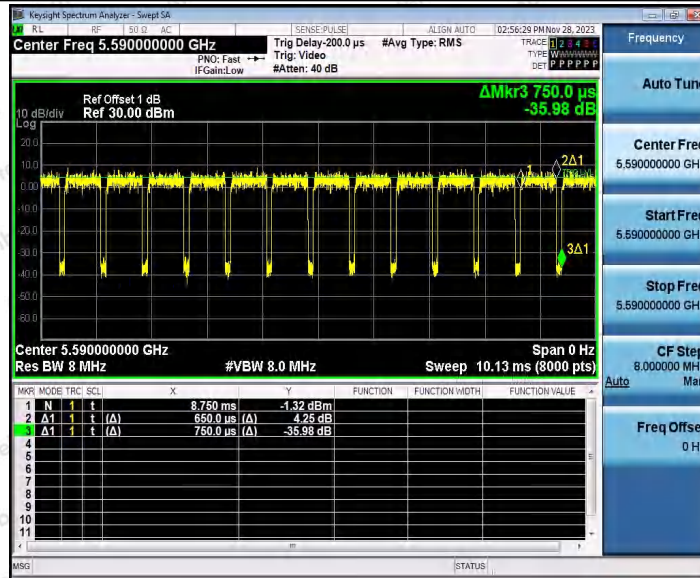 Keysight Spectrum Analyzer - Swept SA
RL RF 50 Ω AC SENSE:PULSE ALIGN AUTO 02:56:29 PM Nov 28, 2023
Center Freq 5.590000000 GHz
PNO: Fast
IFGain:Low
Trig Delay-200.0 µs
Trig: Video
#Atten: 40 dB
#Avg Type: RMS
TRACE 1 2 3 4 5 6
TYPE WWWWWW
DET P P P P P P
Frequency
Auto Tune
Center Freq
5.590000000 GHz
Start Freq
5.590000000 GHz
Stop Freq
5.590000000 GHz
CF Step
8.000000 MHz
Auto Man
Freq Offset
0 Hz
ΔMkr3 750.0 µs
-35.98 dB
Ref Offset 1 dB
10 dB/div Ref 30.00 dBm
Log
20.0
10.0
0.00
-10.0
-20.0
-30.0
-40.0
-50.0
-60.0
1
2Δ1
3Δ1
Center 5.590000000 GHz Span 0 Hz
Res BW 8 MHz #VBW 8.0 MHz Sweep 10.13 ms (8000 pts)
MKR MODE TRC SCL X Y FUNCTION FUNCTION WIDTH FUNCTION VALUE
1 N 1 t 8.750 ms -1.32 dBm
2 Δ1 1 t (Δ) 650.0 µs (Δ) 4.25 dB
3 Δ1 1 t (Δ) 750.0 µs (Δ) -35.98 dB
4
5
6
7
8
9
10
11
MSG STATUS